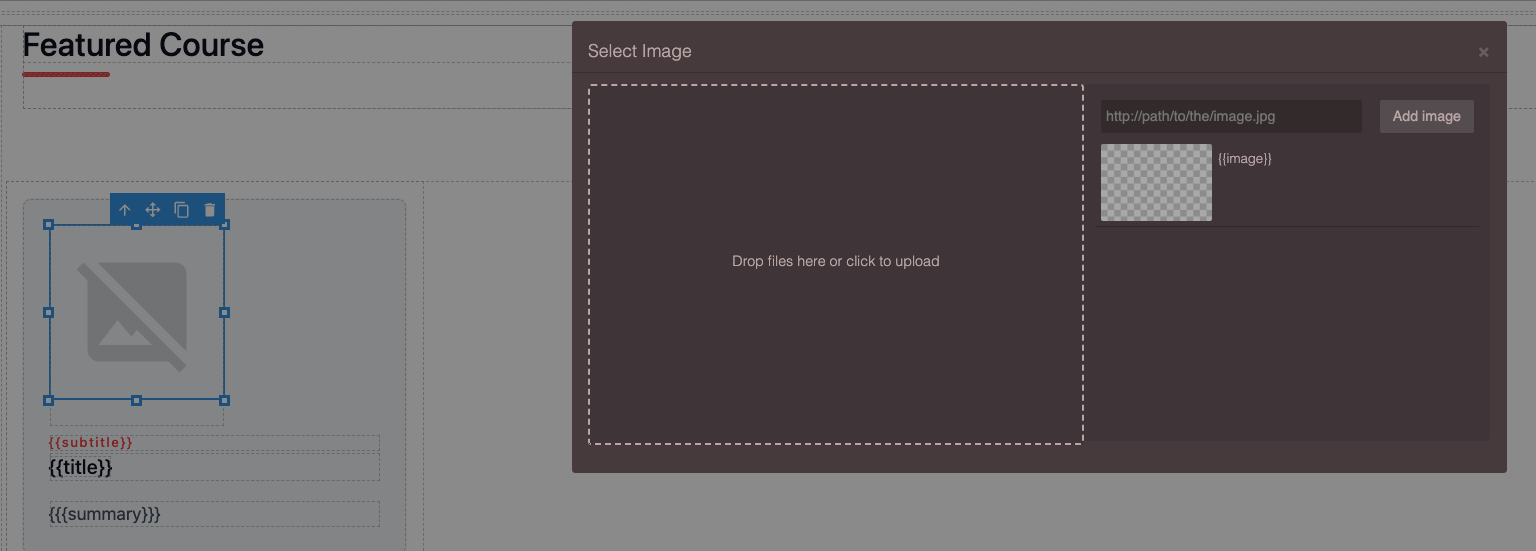 Featured Course
Select Image
×
http://path/to/the/image.jpg
Add image
{{image}}
Drop files here or click to upload
{{subtitle}}
{{title}}
{{{summary}}}